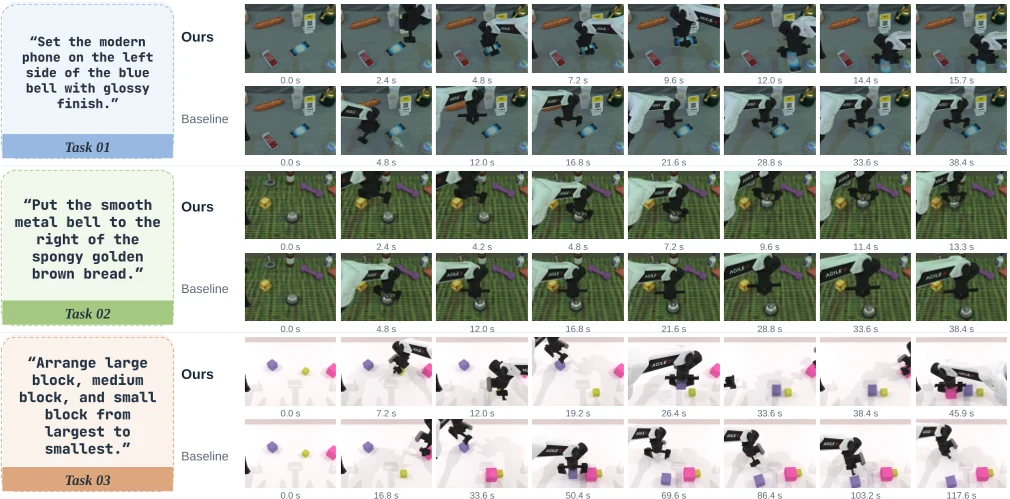 “Set the modern
phone on the left
side of the blue
bell with glossy
finish.”
Task 01
Ours
0.0 s 2.4 s 4.8 s 7.2 s 9.6 s 12.0 s 14.4 s 15.7 s
Baseline
0.0 s 4.8 s 12.0 s 16.8 s 21.6 s 28.8 s 33.6 s 38.4 s
“Put the smooth
metal bell to the
right of the
spongy golden
brown bread.”
Task 02
Ours
0.0 s 2.4 s 4.2 s 4.8 s 7.2 s 9.6 s 11.4 s 13.3 s
Baseline
0.0 s 4.8 s 12.0 s 16.8 s 21.6 s 28.8 s 33.6 s 38.4 s
“Arrange large
block, medium
block, and small
block from
largest to
smallest.”
Task 03
Ours
0.0 s 7.2 s 12.0 s 19.2 s 26.4 s 33.6 s 38.4 s 45.9 s
Baseline
0.0 s 16.8 s 33.6 s 50.4 s 69.6 s 86.4 s 103.2 s 117.6 s